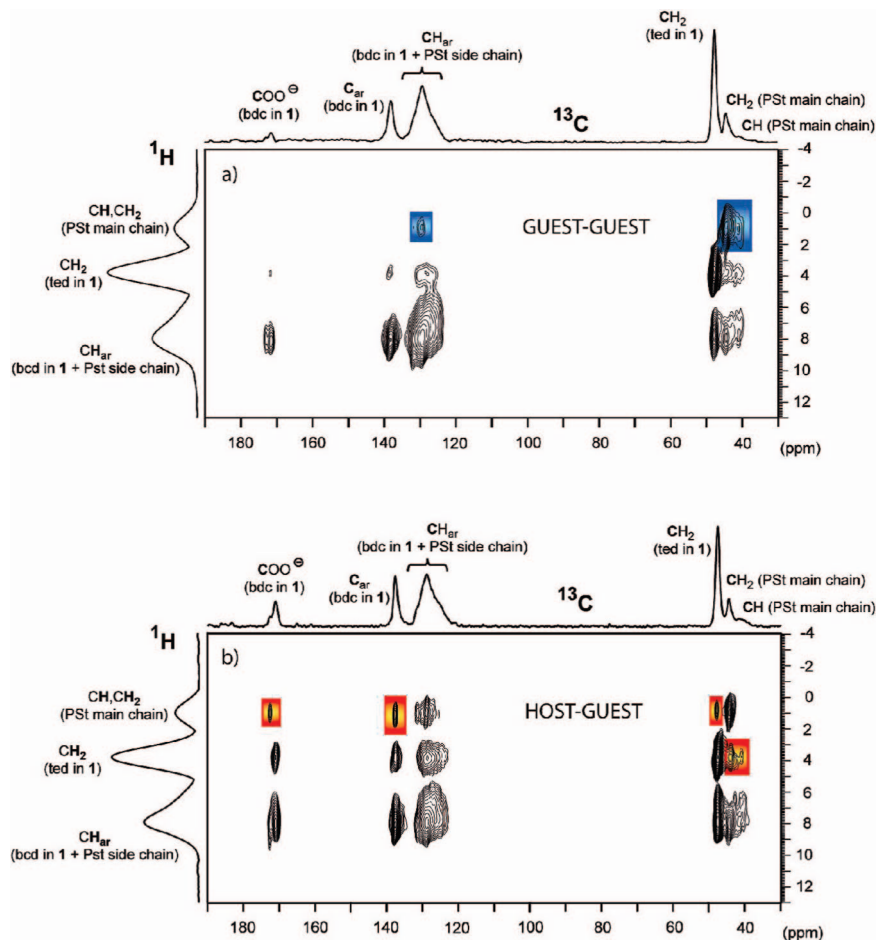 CH2
(ted in 1)
CHar
(bdc in 1 + PSt side chain)
COO⊖
(bdc in 1)
Car
(bdc in 1)
13C
CH2 (PSt main chain)
CH (PSt main chain)
1H
a)
GUEST-GUEST
CH,CH2
(PSt main chain)
CH2
(ted in 1)
CHar
(bcd in 1 + Pst side chain)
-4
-2
0
2
4
6
8
10
12
180 160 140 120 100 80 60 40 (ppm)
CH2
(ted in 1)
CHar
(bdc in 1 + PSt side chain)
COO⊖
(bdc in 1)
Car
(bdc in 1)
13C
CH2 (PSt main chain)
CH (PSt main chain)
1H
b)
HOST-GUEST
CH,CH2
(PSt main chain)
CH2
(ted in 1)
CHar
(bcd in 1 + Pst side chain)
-4
-2
0
2
4
6
8
10
12
180 160 140 120 100 80 60 40 (ppm)